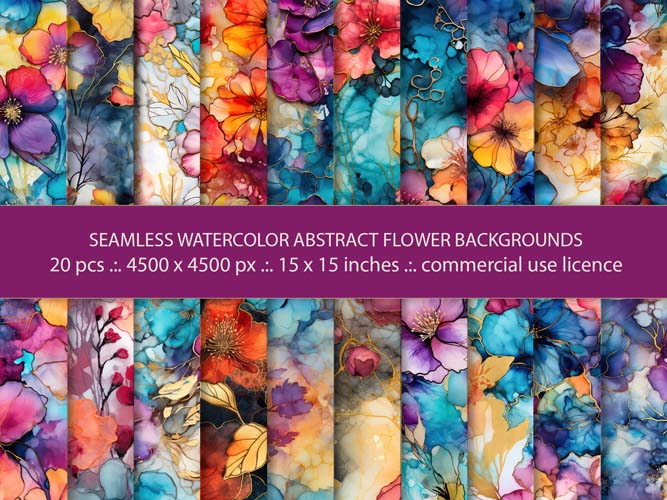 SEAMLESS WATERCOLOR ABSTRACT FLOWER BACKGROUNDS
20 pcs .:. 4500 x 4500 px .:. 15 x 15 inches .:. commercial use licence